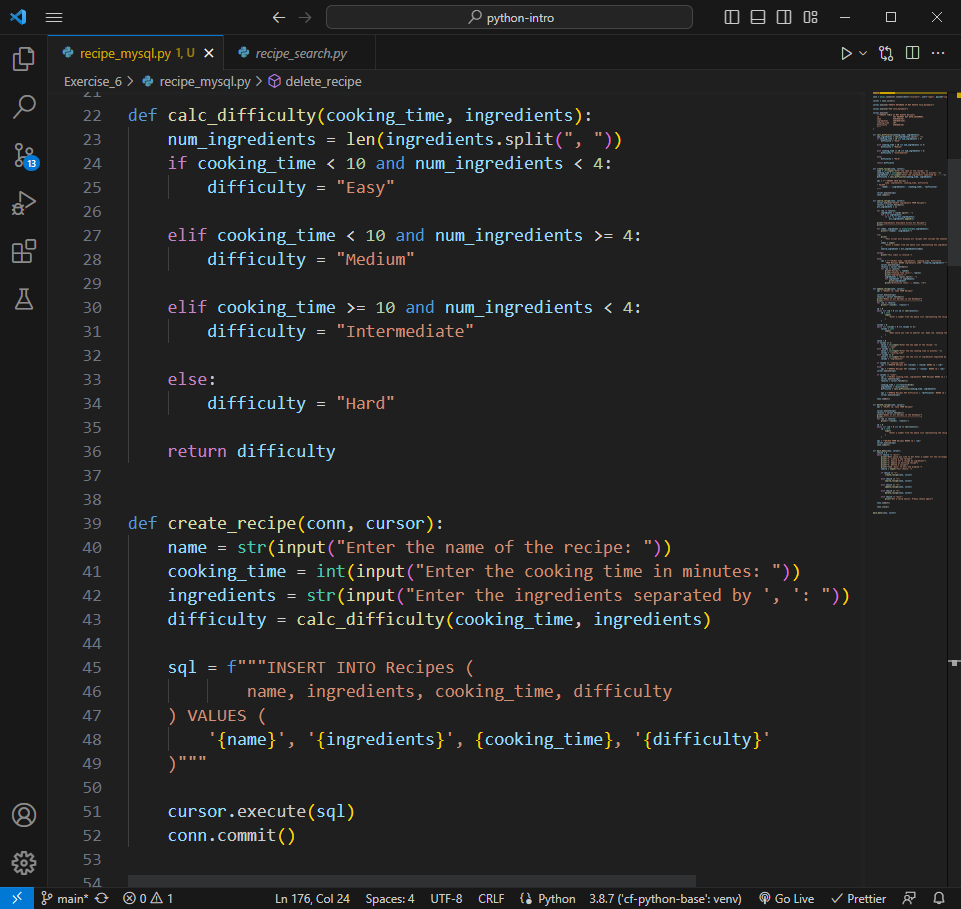 python-intro
recipe_mysql.py 1, U
recipe_search.py
Exercise_6 > recipe_mysql.py > delete_recipe
21
22 def calc_difficulty(cooking_time, ingredients):
23 num_ingredients = len(ingredients.split(", "))
24 if cooking_time < 10 and num_ingredients < 4:
25 difficulty = "Easy"
26
27 elif cooking_time < 10 and num_ingredients >= 4:
28 difficulty = "Medium"
29
30 elif cooking_time >= 10 and num_ingredients < 4:
31 difficulty = "Intermediate"
32
33 else:
34 difficulty = "Hard"
35
36 return difficulty
37
38
39 def create_recipe(conn, cursor):
40 name = str(input("Enter the name of the recipe: "))
41 cooking_time = int(input("Enter the cooking time in minutes: "))
42 ingredients = str(input("Enter the ingredients separated by ', ': "))
43 difficulty = calc_difficulty(cooking_time, ingredients)
44
45 sql = f"""INSERT INTO Recipes (
46 name, ingredients, cooking_time, difficulty
47 ) VALUES (
48 '{name}', '{ingredients}', {cooking_time}, '{difficulty}'
49 )"""
50
51 cursor.execute(sql)
52 conn.commit()
53
54
13
main* 0 1 Ln 176, Col 24 Spaces: 4 UTF-8 CRLF Python 3.8.7 ('cf-python-base': venv) Go Live Prettier